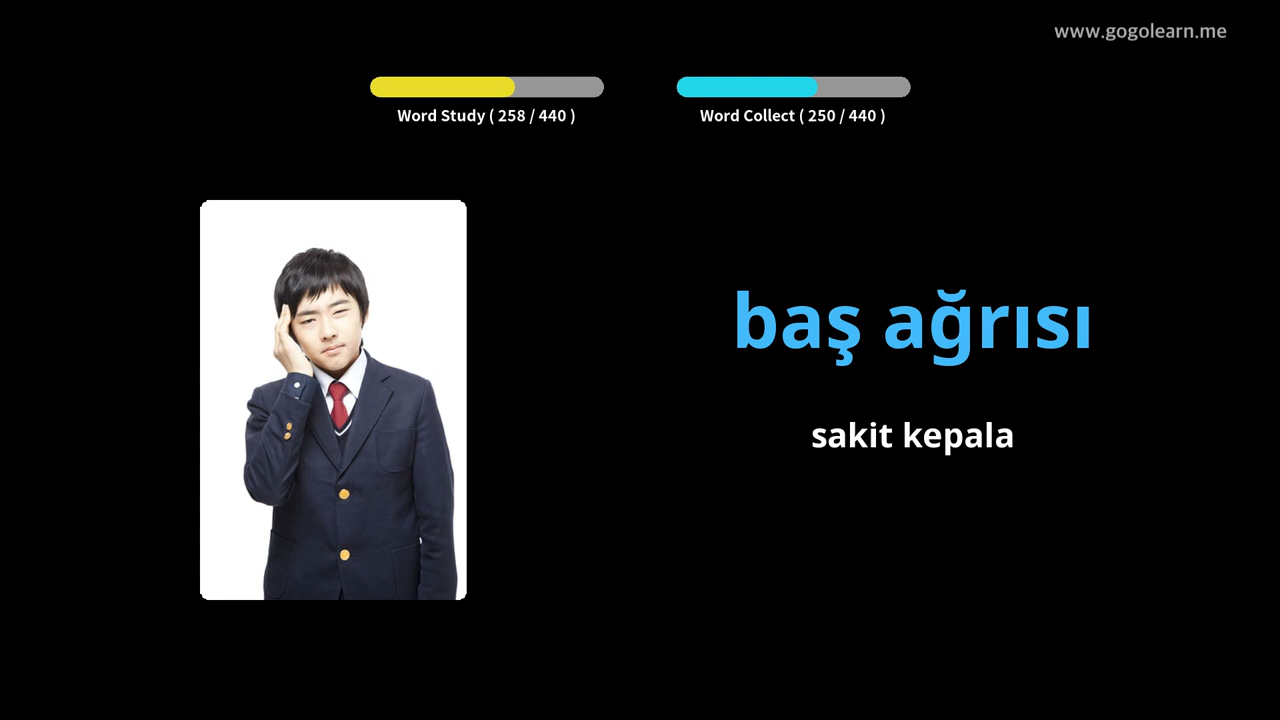 www.gogolearn.me
Word Study ( 258 / 440 )
Word Collect ( 250 / 440 )
baş ağrısı
sakit kepala